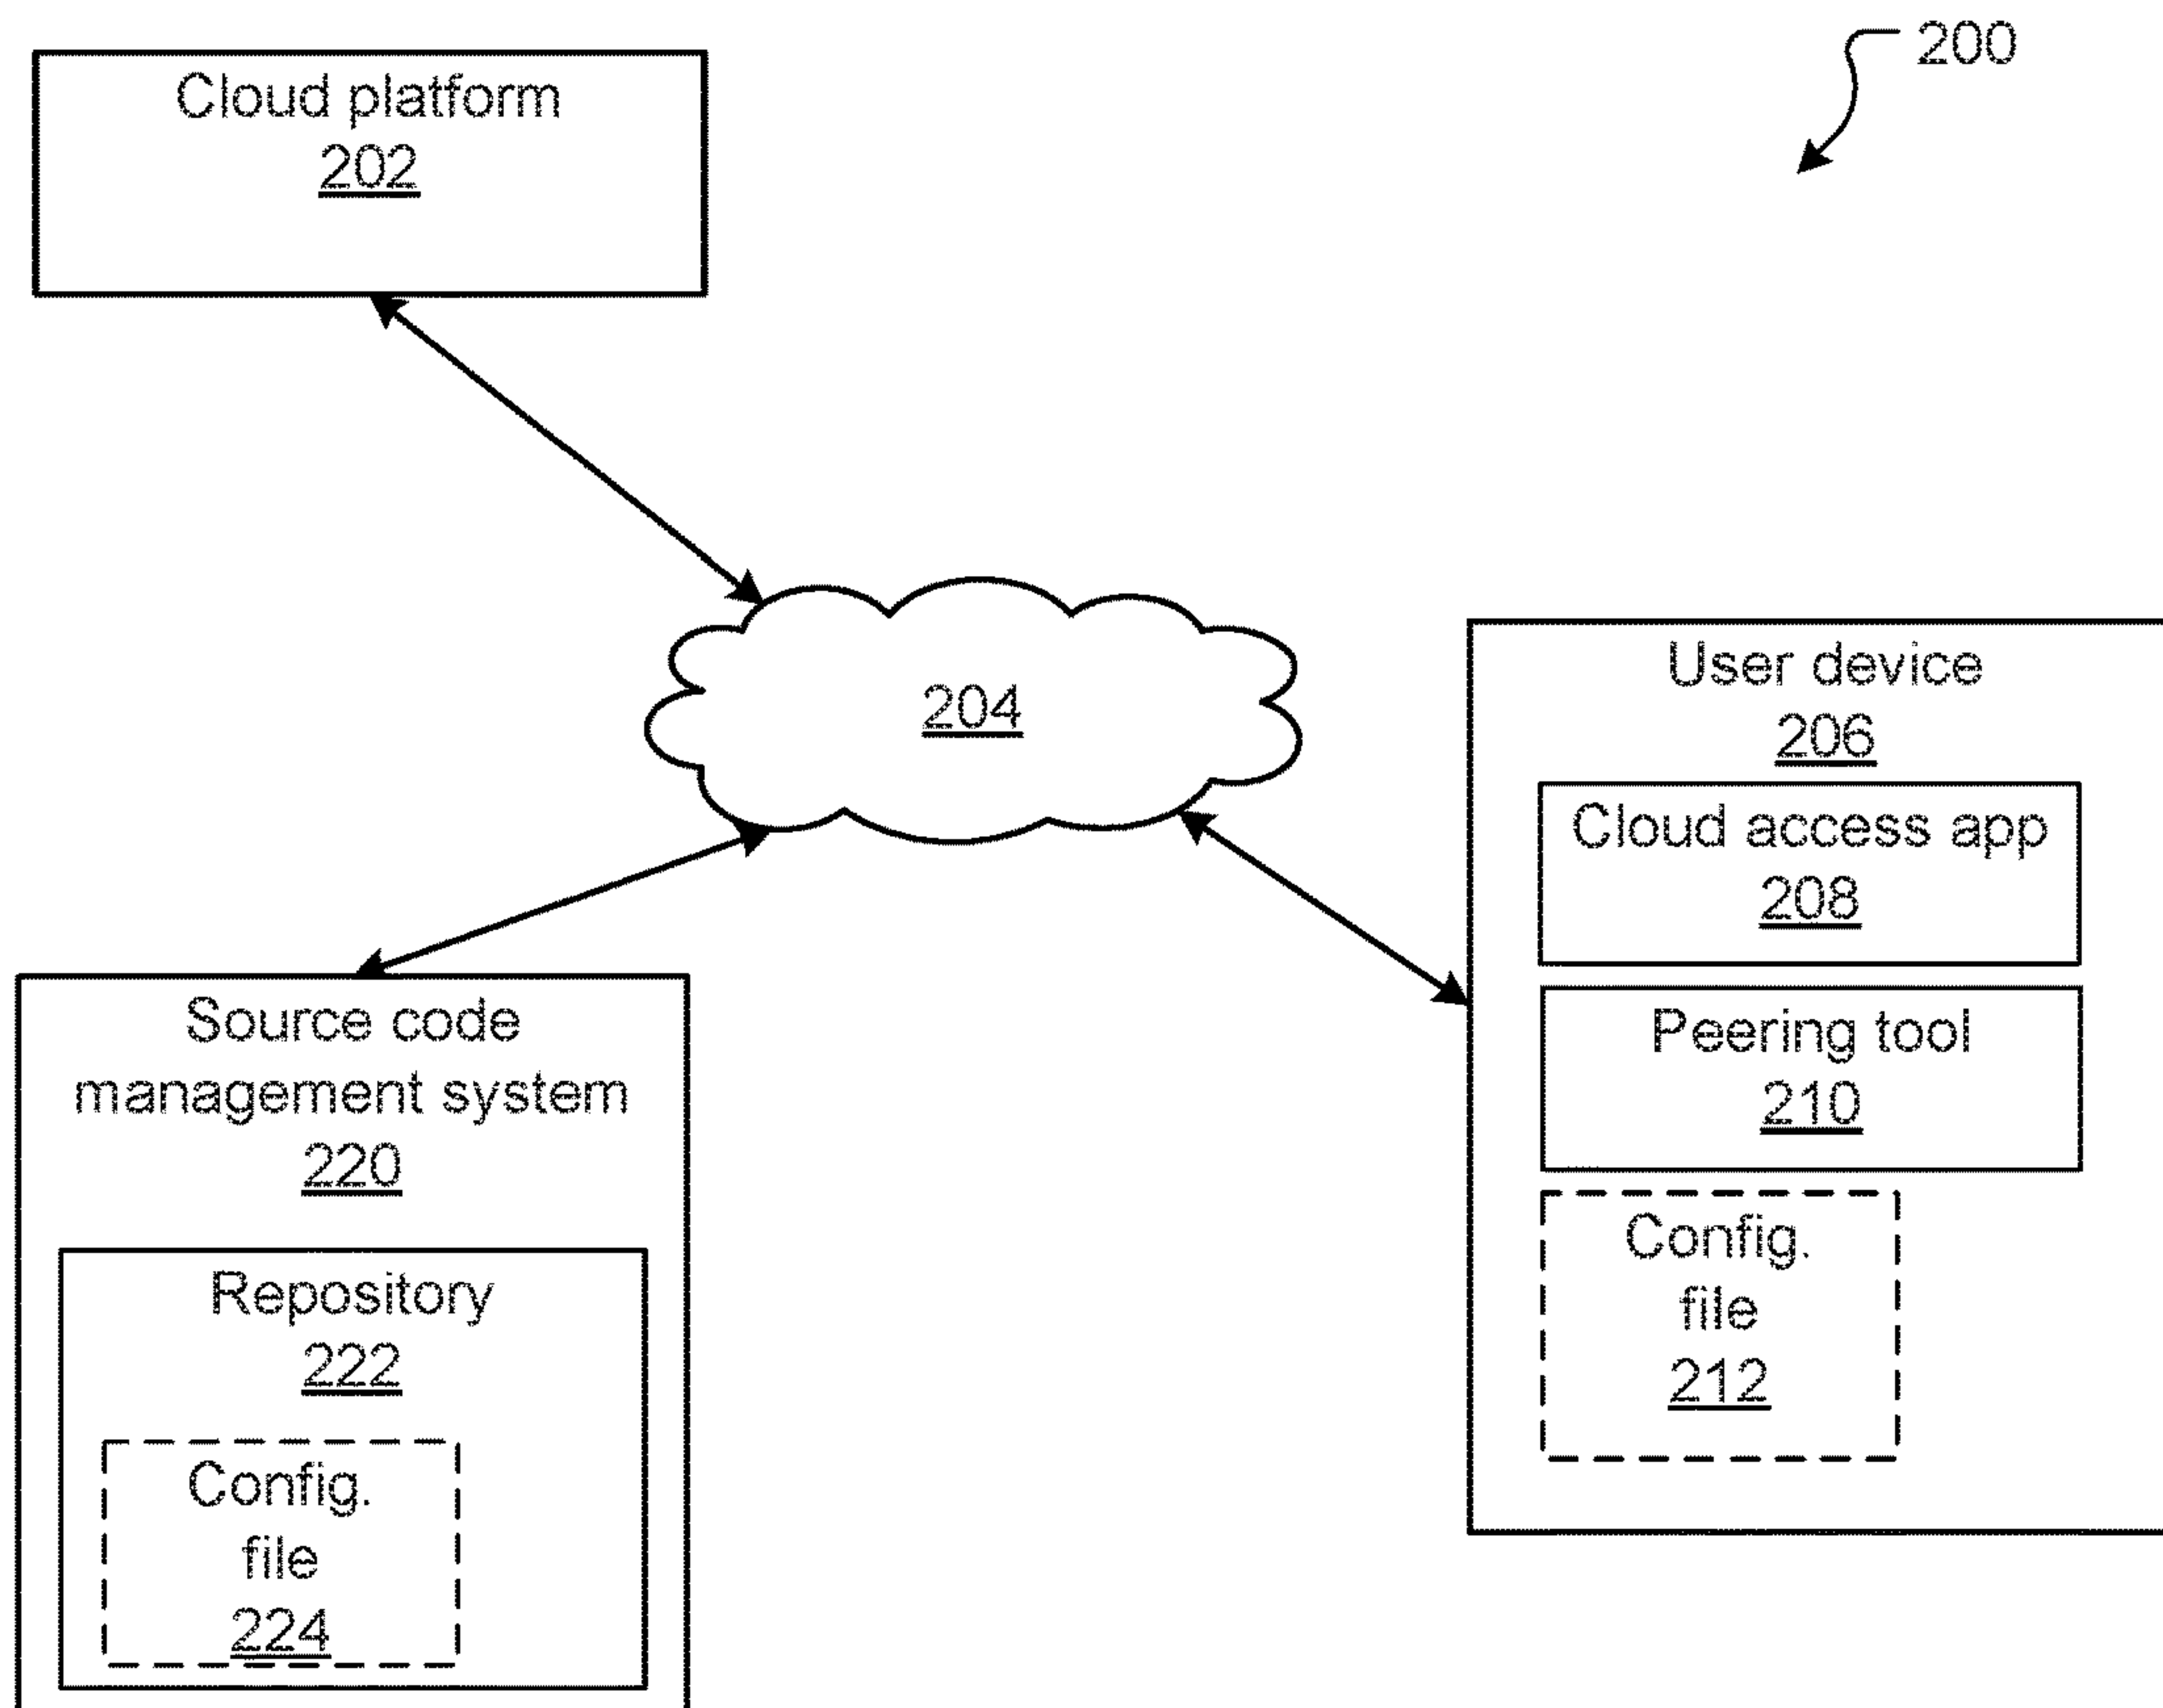 200
Cloud platform
202
204
User device
206
Cloud access app
208
Peering tool
210
Config.
file
212
Source code
management system
220
Repository
222
Config.
file
224